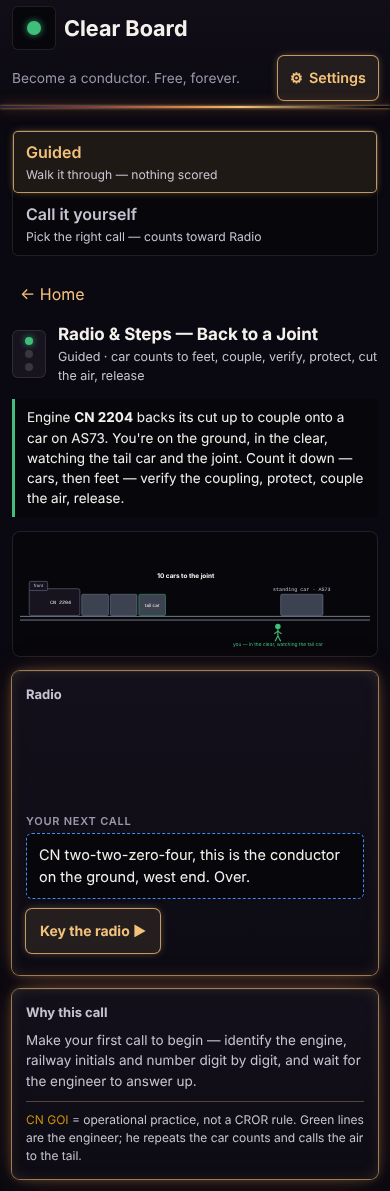 Clear Board
Become a conductor. Free, forever.
⚙ Settings
Guided
Walk it through — nothing scored
Call it yourself
Pick the right call — counts toward Radio
← Home
Radio & Steps — Back to a Joint
Guided · car counts to feet, couple, verify, protect, cut
the air, release
Engine CN 2204 backs its cut up to couple onto a
car on AS73. You're on the ground, in the clear,
watching the tail car and the joint. Count it down —
cars, then feet — verify the coupling, protect, couple
the air, release.
10 cars to the joint
front
CN 2204
tail car
standing car · AS73
you — in the clear, watching the tail car
Radio
YOUR NEXT CALL
CN two-two-zero-four, this is the conductor
on the ground, west end. Over.
Key the radio ▶
Why this call
Make your first call to begin — identify the engine,
railway initials and number digit by digit, and wait for
the engineer to answer up.
CN GOI = operational practice, not a CROR rule. Green lines
are the engineer; he repeats the car counts and calls the air
to the tail.